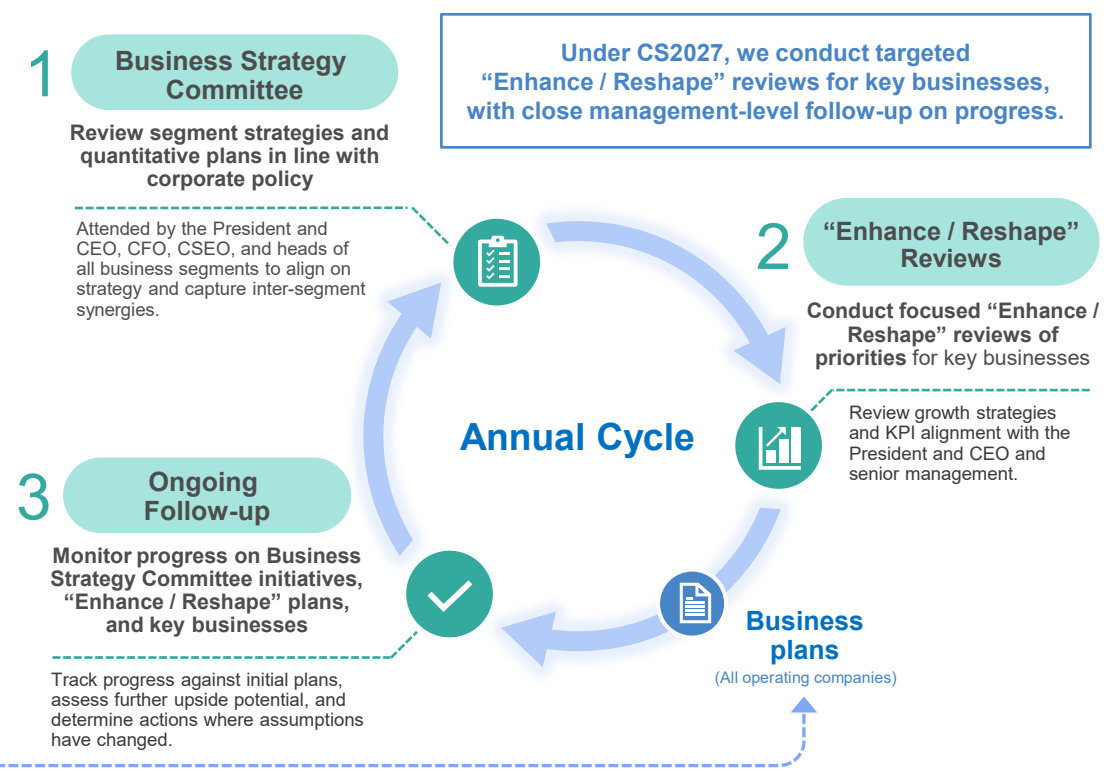 1
Business Strategy
Committee
Review segment strategies and
quantitative plans in line with
corporate policy
Attended by the President and
CEO, CFO, CSEO, and heads of
all business segments to align on
strategy and capture inter-segment
synergies.
Under CS2027, we conduct targeted
“Enhance / Reshape” reviews for key businesses,
with close management-level follow-up on progress.
2
“Enhance / Reshape”
Reviews
Conduct focused “Enhance /
Reshape” reviews of
priorities for key businesses
Review growth strategies
and KPI alignment with the
President and CEO and
senior management.
Annual Cycle
3
Ongoing
Follow-up
Monitor progress on Business
Strategy Committee initiatives,
“Enhance / Reshape” plans,
and key businesses
Track progress against initial plans,
assess further upside potential, and
determine actions where assumptions
have changed.
Business
plans
(All operating companies)